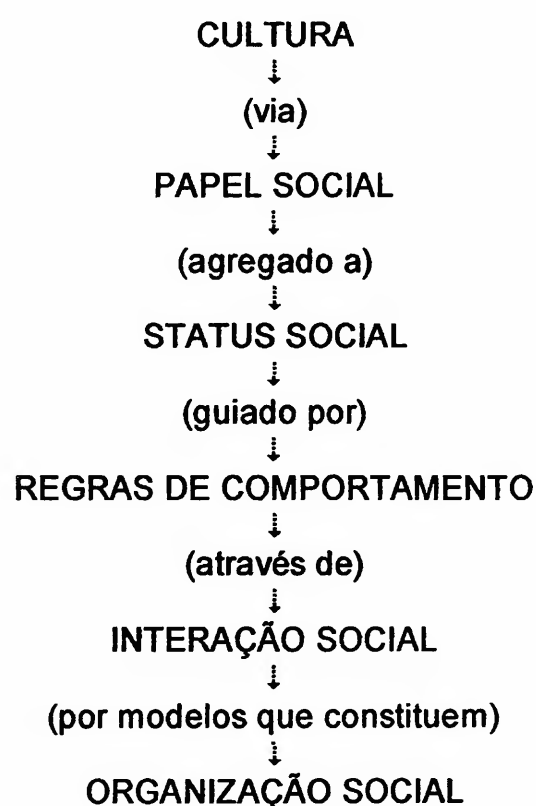 CULTURA
(via)
PAPEL SOCIAL
(agregado a)
STATUS SOCIAL
(guiado por)
REGRAS DE COMPORTAMENTO
(através de)
INTERAÇÃO SOCIAL
(por modelos que constituem)
ORGANIZAÇÃO SOCIAL